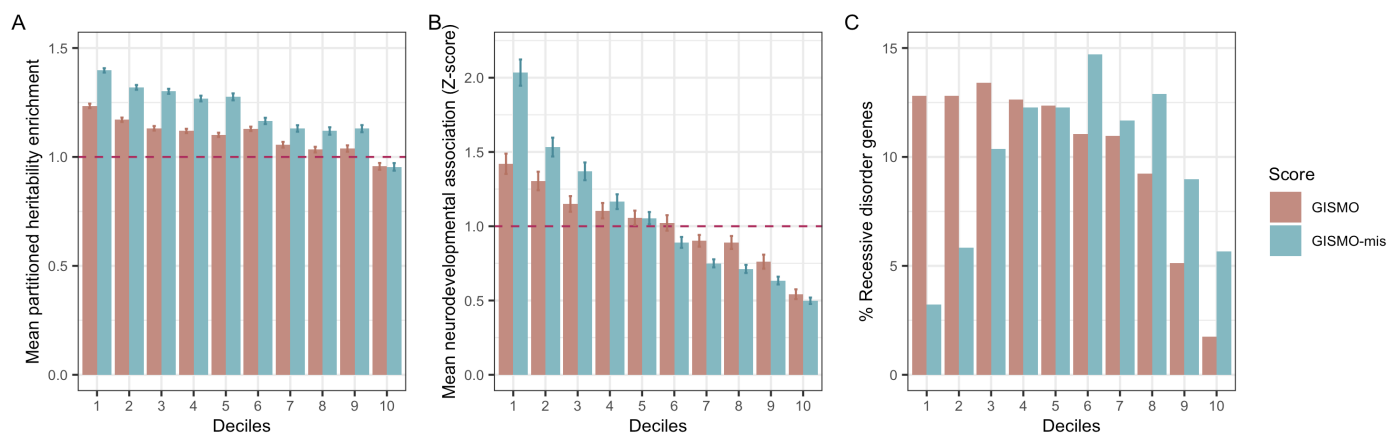 A
Mean partitioned heritability enrichment
1.5
1.0
0.5
0.0
1 2 3 4 5 6 7 8 9 10
Deciles
B
Mean neurodevelopmental association (Z-score)
2.0
1.5
1.0
0.5
0.0
1 2 3 4 5 6 7 8 9 10
Deciles
C
% Recessive disorder genes
15
10
5
0
1 2 3 4 5 6 7 8 9 10
Deciles
Score
GISMO
GISMO-mis